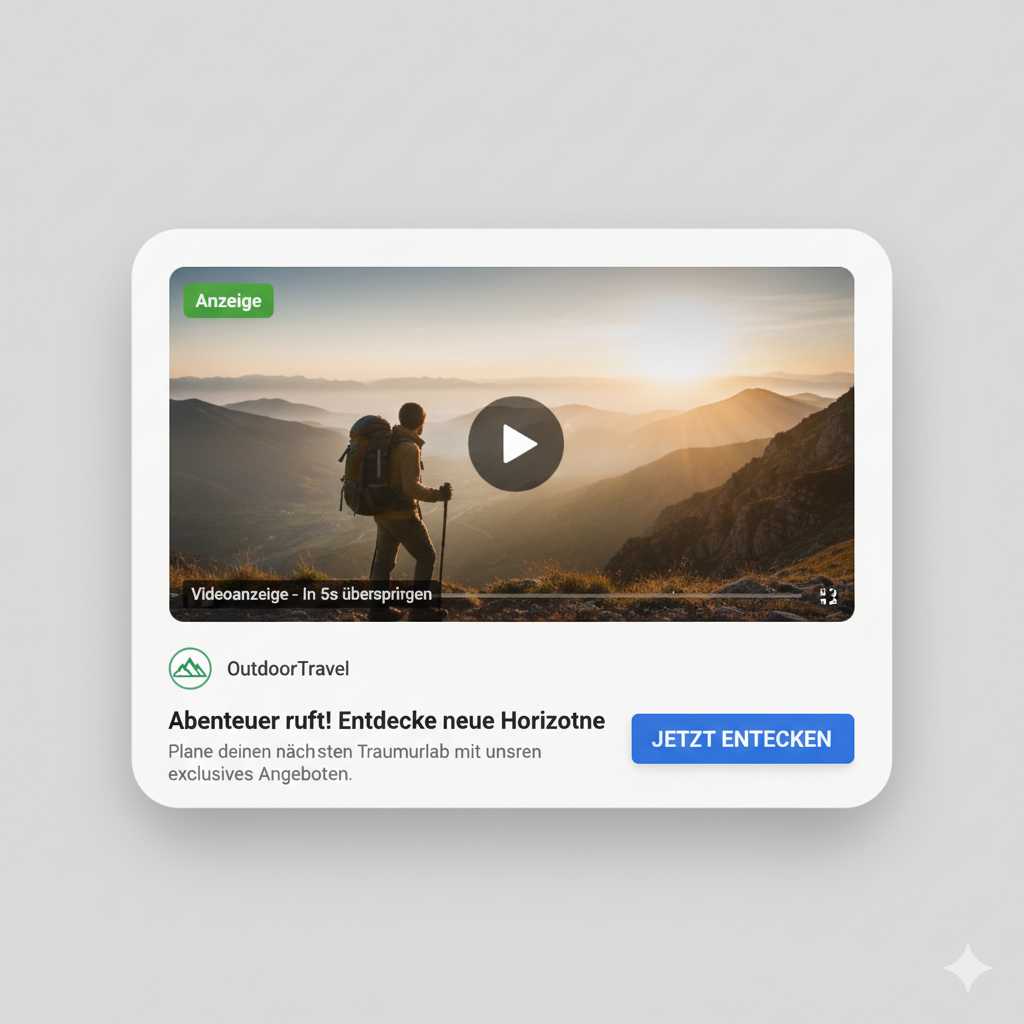 Anzeige
Videoanzeige - In 5s übersprirgen
OutdoorTravel
Abenteuer ruft! Entdecke neue Horizotne
Plane deinen nächsten Traumurlab mit unsren
exclusives Angeboten.
JETZT ENTECKEN